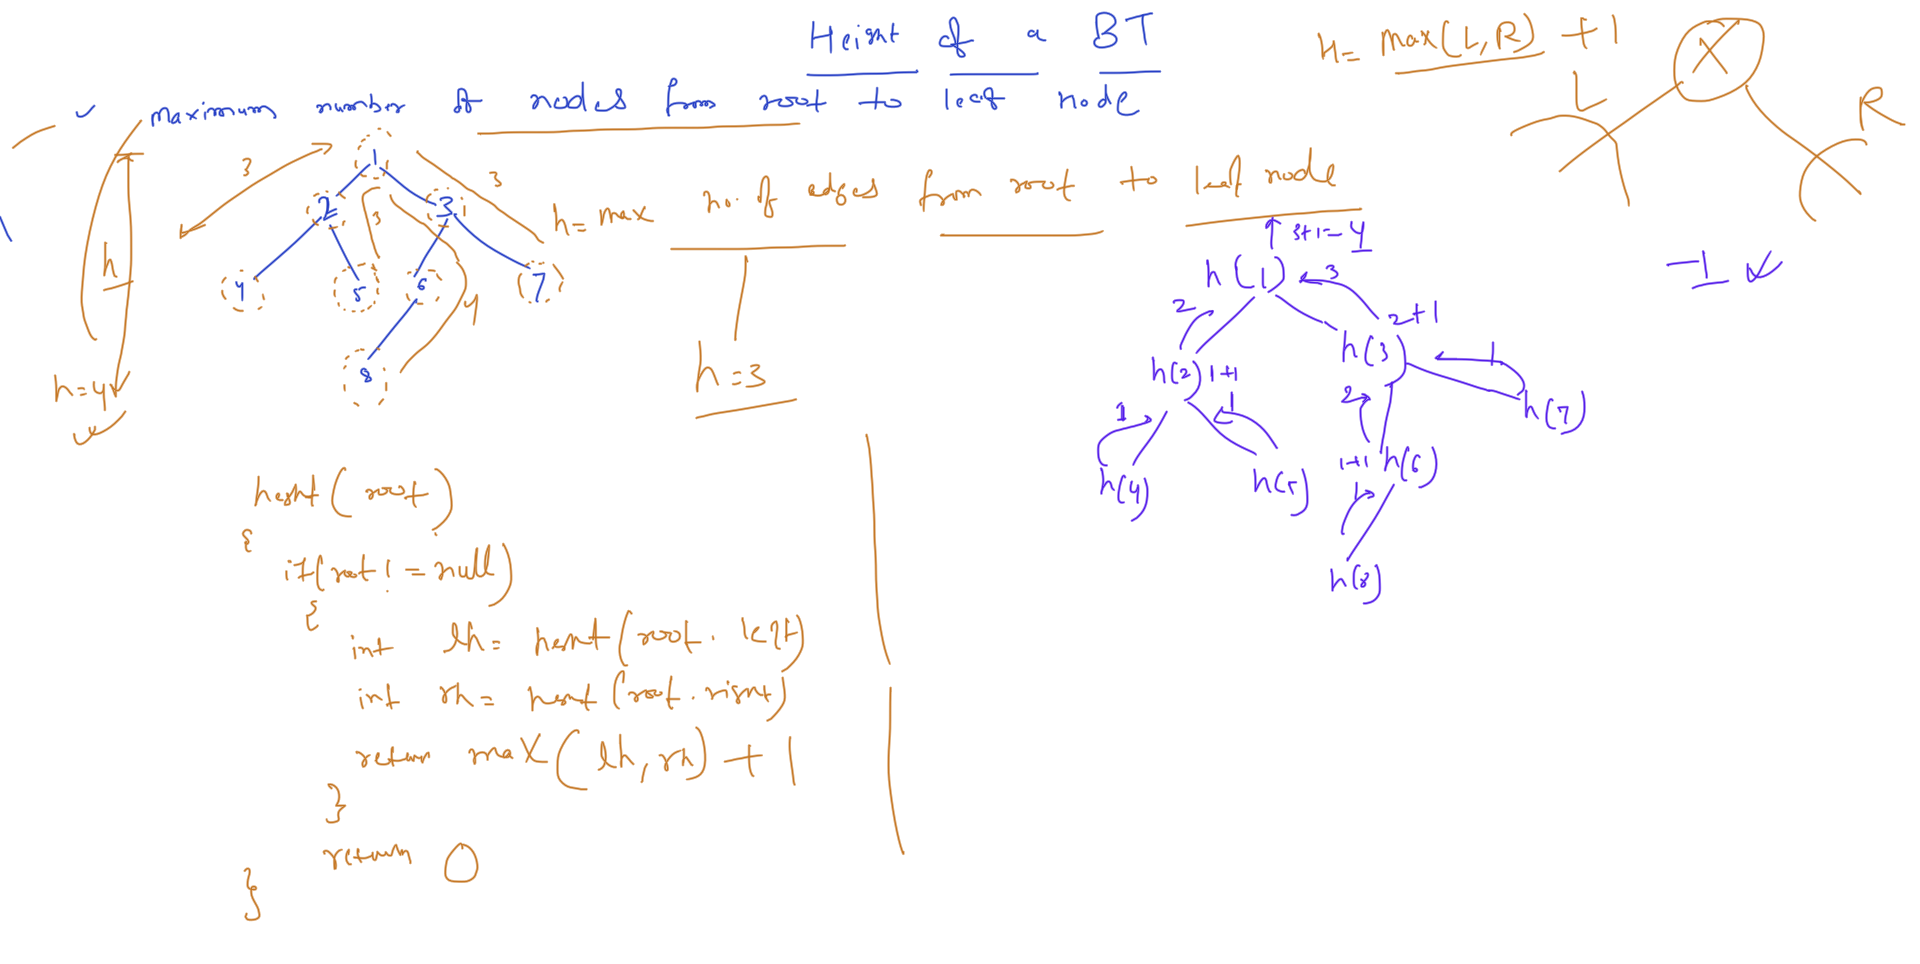 Height of a BT
H= max(L,R) +1
X
L
R
maximum number of nodes from root to leaf node
h= max no. of edges from root to leaf node
h=3
-1
1
2
3
4
5
6
7
8
3
3
3
4
h
h=4
3+1=4
h(1)
3
2
2+1
h(3)
h(2) 1+1
1
h(7)
1
1
2
h(4)
h(5)
1+1 h(6)
1
h(8)
height(root)
{
if(root!=null)
{
int lh= height(root.left)
int rh= height(root.right)
return max(lh,rh)+1
}
return 0
}